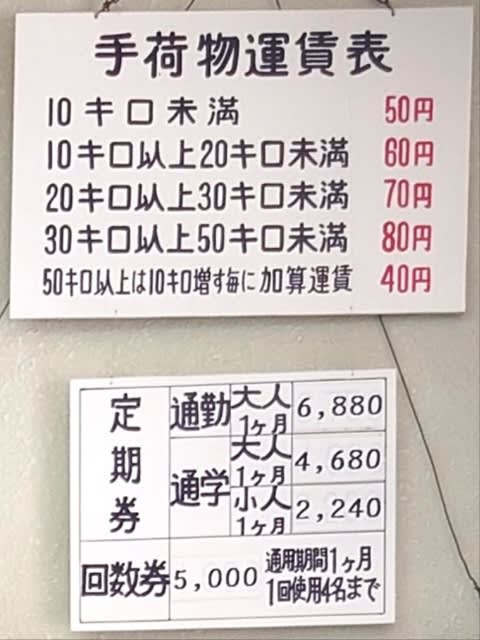 手荷物運賃表
10キロ未満 50円
10キロ以上20キロ未満 60円
20キロ以上30キロ未満 70円
30キロ以上50キロ未満 80円
50キロ以上は10キロ増す毎に加算運賃 40円
定期券
通勤 大人1ヶ月 6,880
通学 大人1ヶ月 4,680
小人1ヶ月 2,240
回数券 5,000 通用期間1ヶ月
1回使用4名まで